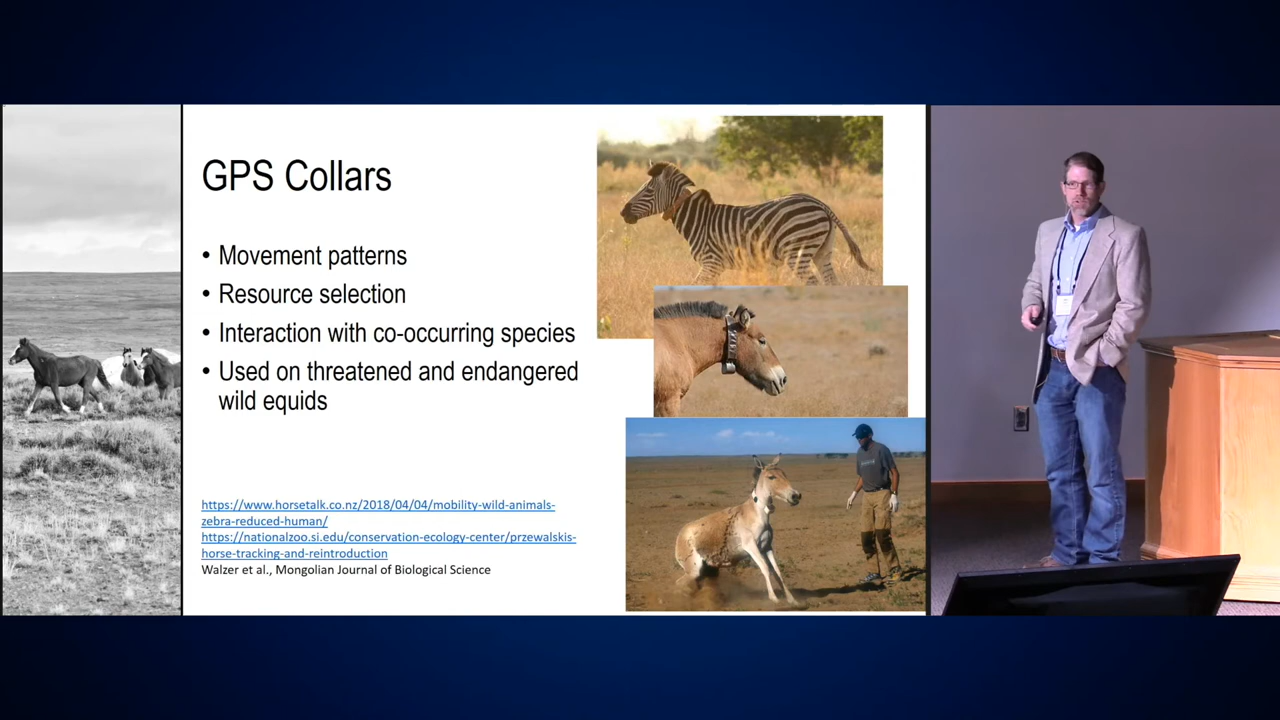 GPS Collars
• Movement patterns
• Resource selection
• Interaction with co-occurring species
• Used on threatened and endangered
wild equids
https://www.horsetalk.co.nz/2018/04/04/mobility-wild-animals-
zebra-reduced-human/
https://nationalzoo.si.edu/conservation-ecology-center/przewalskis-
horse-tracking-and-reintroduction
Walzer et al., Mongolian Journal of Biological Science